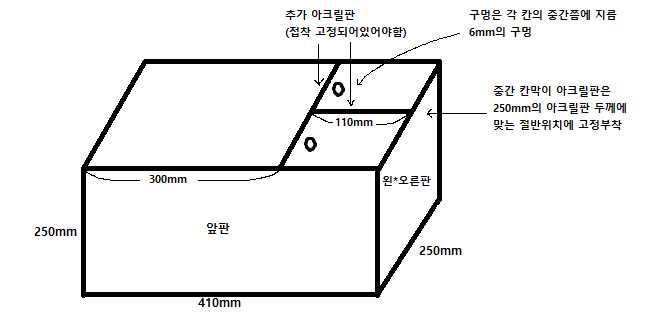 추가 아크릴판
(접착 고정되어있어야함)
구멍은 각 칸의 중간쯤에 지름
6mm의 구멍
중간 칸막이 아크릴판은
250mm의 아크릴판 두께에
맞는 절반위치에 고정부착
110mm
300mm
왼*오른판
250mm
앞판
250mm
410mm